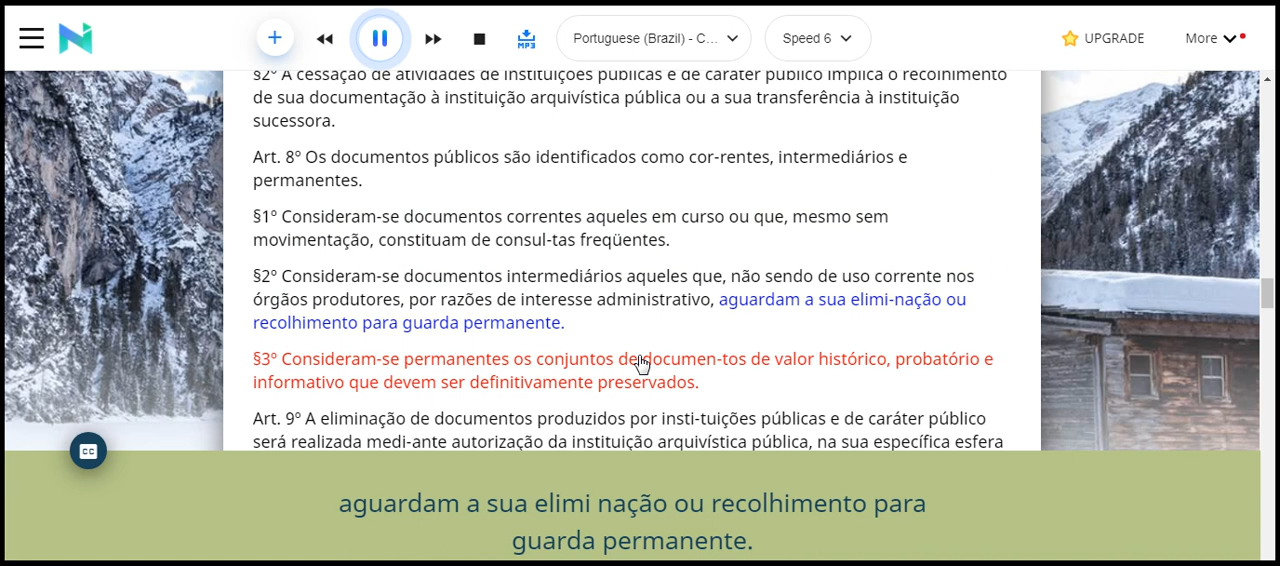 Portuguese (Brazil) - C...
Speed 6
UPGRADE
More
MP3
§2º A cessação de atividades de instituições públicas e de caráter público implica o recolhimento
de sua documentação à instituição arquivística pública ou a sua transferência à instituição
sucessora.
Art. 8º Os documentos públicos são identificados como cor-rentes, intermediários e
permanentes.
§1º Consideram-se documentos correntes aqueles em curso ou que, mesmo sem
movimentação, constituam de consul-tas freqüentes.
§2º Consideram-se documentos intermediários aqueles que, não sendo de uso corrente nos
órgãos produtores, por razões de interesse administrativo, aguardam a sua elimi-nação ou
recolhimento para guarda permanente.
§3º Consideram-se permanentes os conjuntos de documen-tos de valor histórico, probatório e
informativo que devem ser definitivamente preservados.
Art. 9º A eliminação de documentos produzidos por insti-tuições públicas e de caráter público
será realizada medi-ante autorização da instituição arquivística pública, na sua específica esfera
CC
aguardam a sua elimi nação ou recolhimento para
guarda permanente.